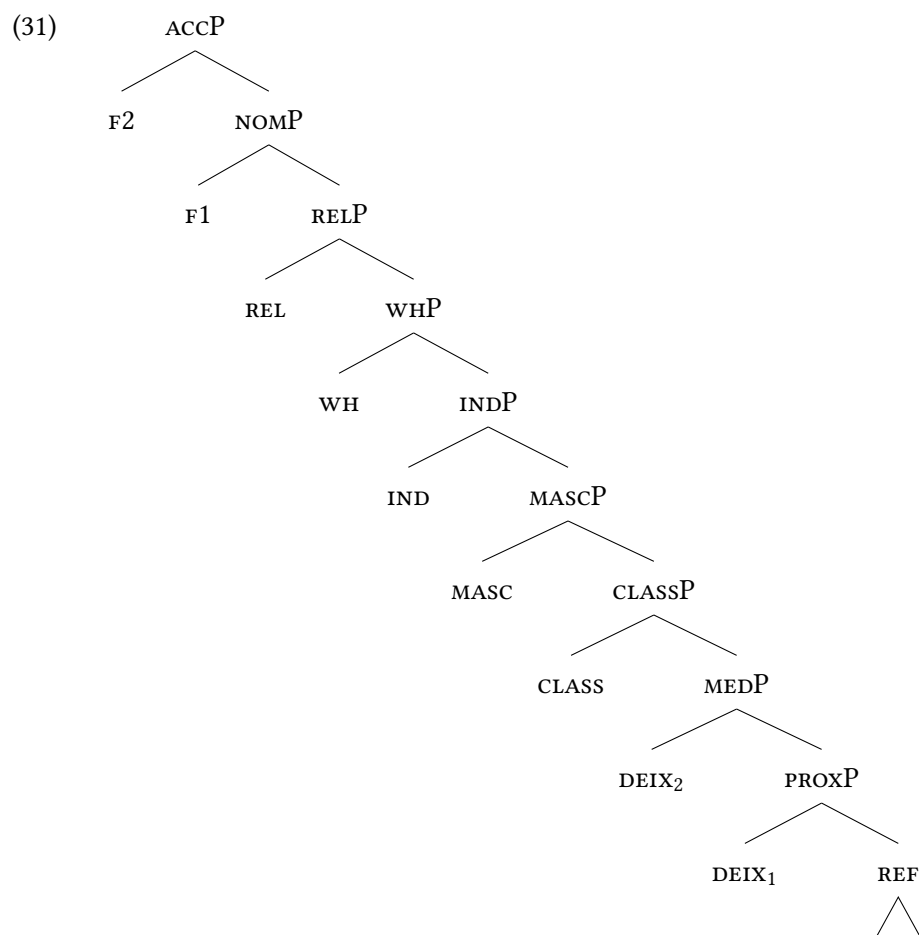 (31) ACCP
F2 NOMP
F1 RELP
REL WHP
WH INDP
IND MASCP
MASC CLASSP
CLASS MEDP
DEIX₂ PROXP
DEIX₁ REF